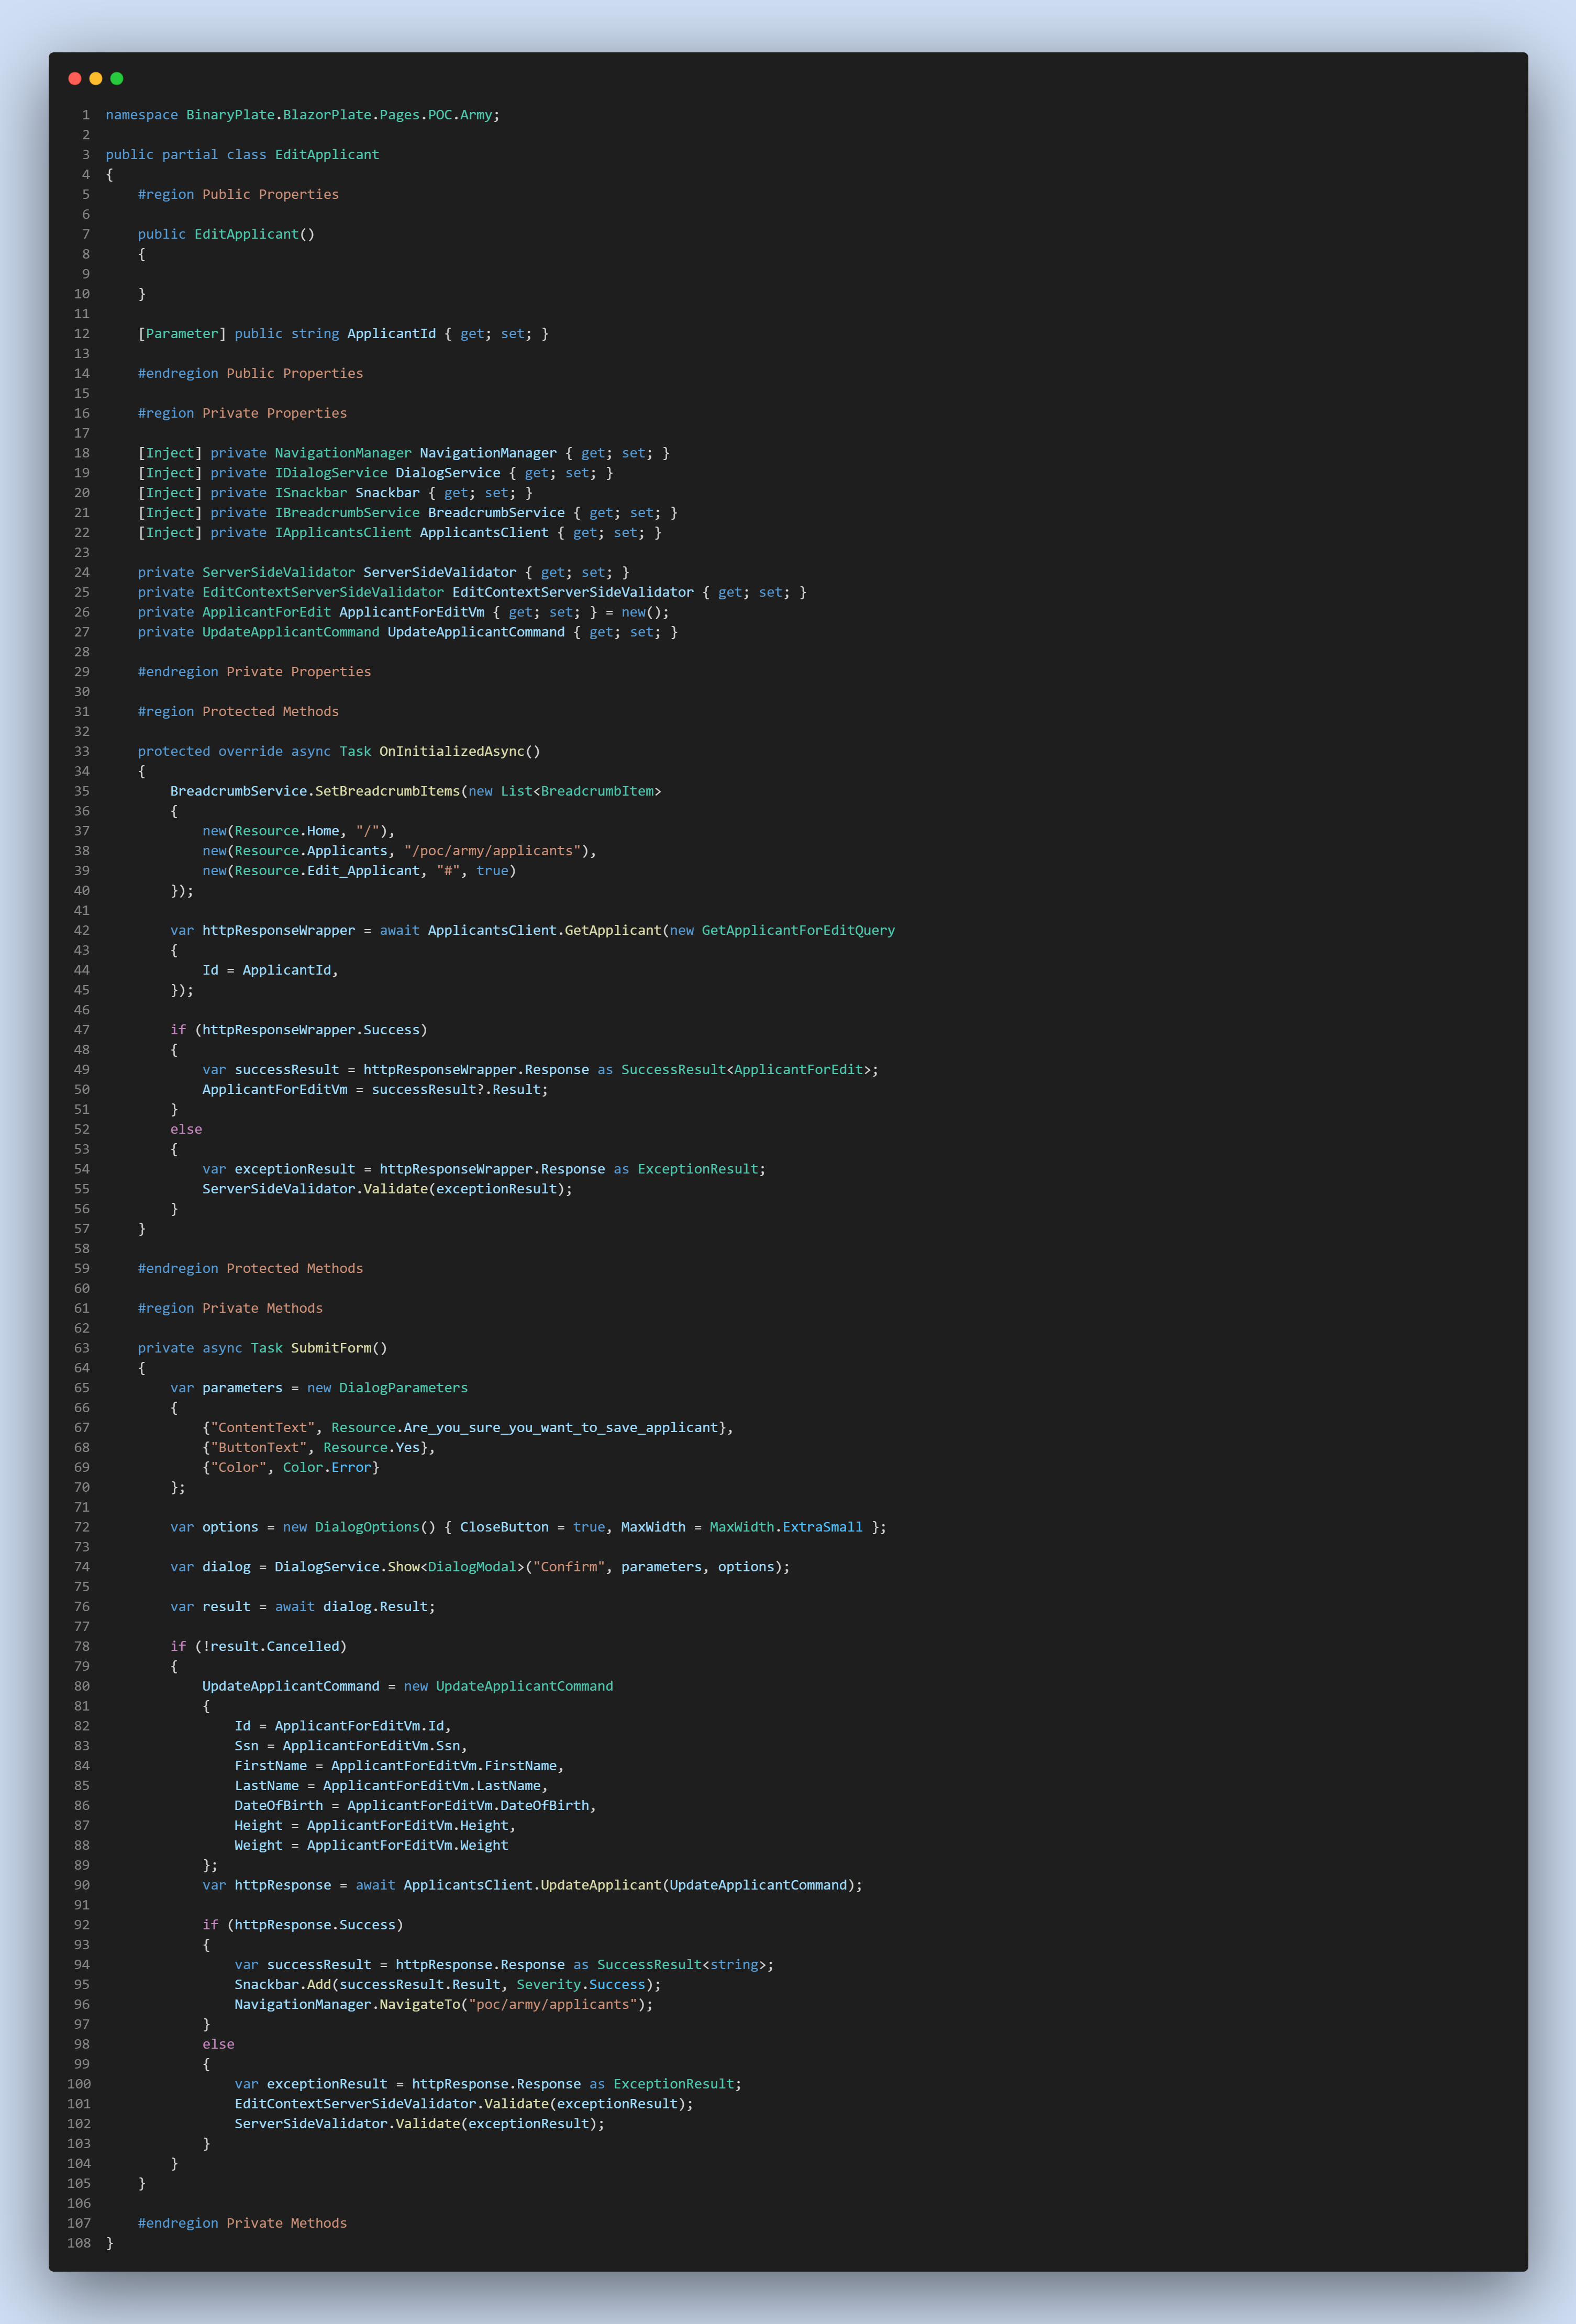 1 namespace BinaryPlate.BlazorPlate.Pages.POC.Army;
2
3 public partial class EditApplicant
4 {
5     #region Public Properties
6
7     public EditApplicant()
8     {
9
10     }
11
12     [Parameter] public string ApplicantId { get; set; }
13
14     #endregion Public Properties
15
16     #region Private Properties
17
18     [Inject] private NavigationManager NavigationManager { get; set; }
19     [Inject] private IDialogService DialogService { get; set; }
20     [Inject] private ISnackbar Snackbar { get; set; }
21     [Inject] private IBreadcrumbService BreadcrumbService { get; set; }
22     [Inject] private IApplicantsClient ApplicantsClient { get; set; }
23
24     private ServerSideValidator ServerSideValidator { get; set; }
25     private EditContextServerSideValidator EditContextServerSideValidator { get; set; }
26     private ApplicantForEdit ApplicantForEditVm { get; set; } = new();
27     private UpdateApplicantCommand UpdateApplicantCommand { get; set; }
28
29     #endregion Private Properties
30
31     #region Protected Methods
32
33     protected override async Task OnInitializedAsync()
34     {
35         BreadcrumbService.SetBreadcrumbItems(new List<BreadcrumbItem>
36         {
37             new(Resource.Home, "/"),
38             new(Resource.Applicants, "/poc/army/applicants"),
39             new(Resource.Edit_Applicant, "#", true)
40         });
41
42         var httpResponseWrapper = await ApplicantsClient.GetApplicant(new GetApplicantForEditQuery
43         {
44             Id = ApplicantId,
45         });
46
47         if (httpResponseWrapper.Success)
48         {
49             var successResult = httpResponseWrapper.Response as SuccessResult<ApplicantForEdit>;
50             ApplicantForEditVm = successResult?.Result;
51         }
52         else
53         {
54             var exceptionResult = httpResponseWrapper.Response as ExceptionResult;
55             ServerSideValidator.Validate(exceptionResult);
56         }
57     }
58
59     #endregion Protected Methods
60
61     #region Private Methods
62
63     private async Task SubmitForm()
64     {
65         var parameters = new DialogParameters
66         {
67             {"ContentText", Resource.Are_you_sure_you_want_to_save_applicant},
68             {"ButtonText", Resource.Yes},
69             {"Color", Color.Error}
70         };
71
72         var options = new DialogOptions() { CloseButton = true, MaxWidth = MaxWidth.ExtraSmall };
73
74         var dialog = DialogService.Show<DialogModal>("Confirm", parameters, options);
75
76         var result = await dialog.Result;
77
78         if (!result.Cancelled)
79         {
80             UpdateApplicantCommand = new UpdateApplicantCommand
81             {
82                 Id = ApplicantForEditVm.Id,
83                 Ssn = ApplicantForEditVm.Ssn,
84                 FirstName = ApplicantForEditVm.FirstName,
85                 LastName = ApplicantForEditVm.LastName,
86                 DateOfBirth = ApplicantForEditVm.DateOfBirth,
87                 Height = ApplicantForEditVm.Height,
88                 Weight = ApplicantForEditVm.Weight
89             };
90             var httpResponse = await ApplicantsClient.UpdateApplicant(UpdateApplicantCommand);
91
92             if (httpResponse.Success)
93             {
94                 var successResult = httpResponse.Response as SuccessResult<string>;
95                 Snackbar.Add(successResult.Result, Severity.Success);
96                 NavigationManager.NavigateTo("poc/army/applicants");
97             }
98             else
99             {
100                 var exceptionResult = httpResponse.Response as ExceptionResult;
101                 EditContextServerSideValidator.Validate(exceptionResult);
102                 ServerSideValidator.Validate(exceptionResult);
103             }
104         }
105     }
106
107     #endregion Private Methods
108 }